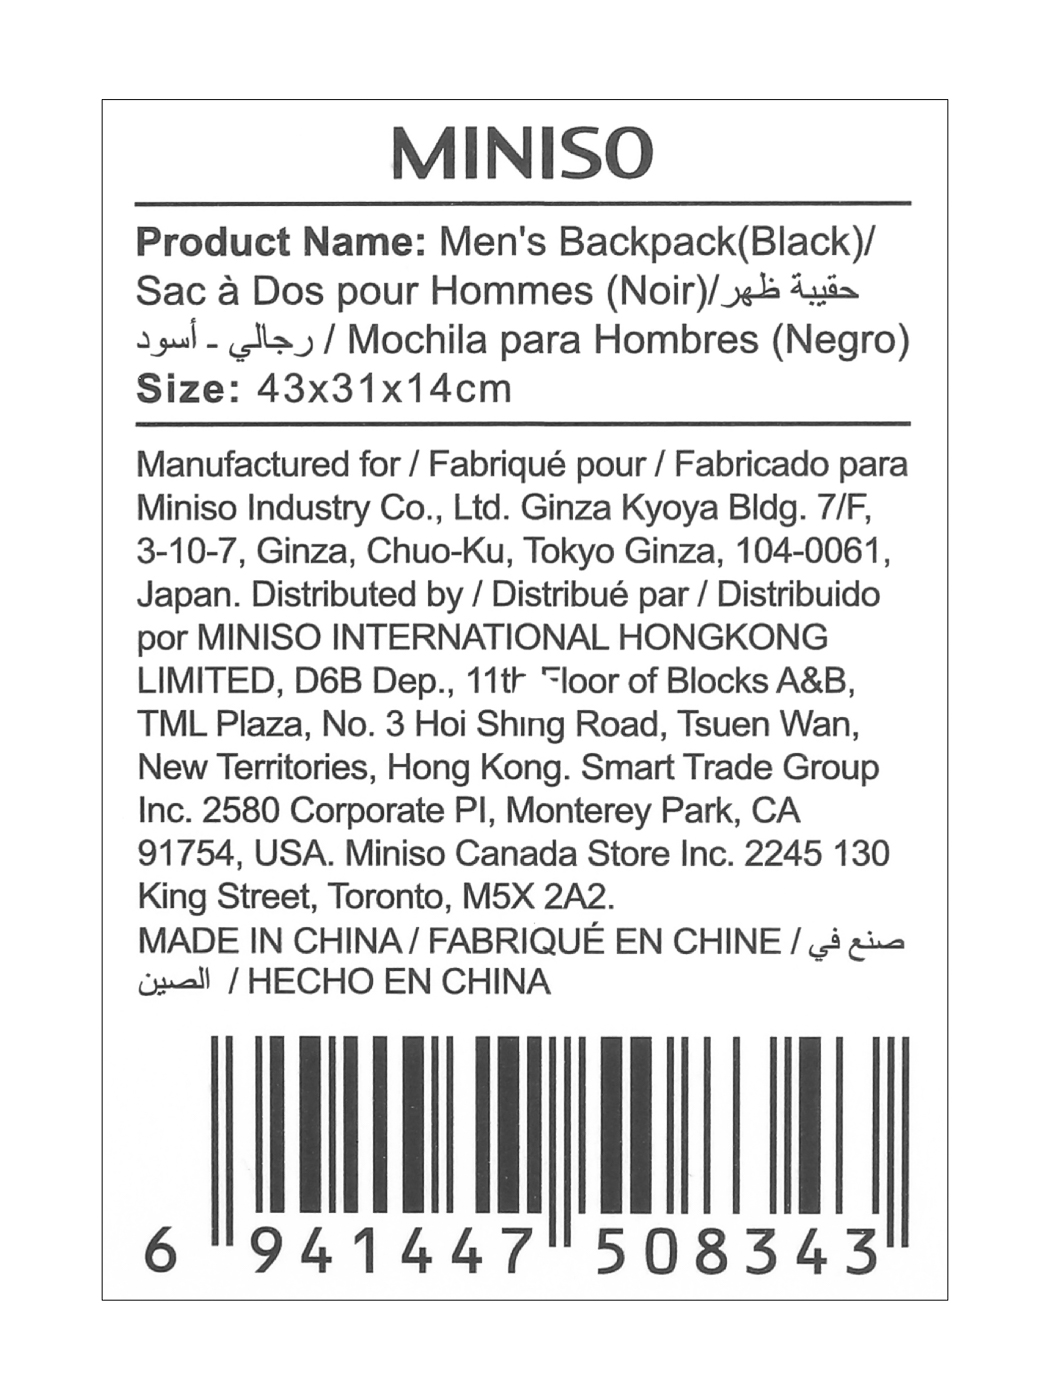 MINISO
Product Name: Men's Backpack(Black)/
Sac à Dos pour Hommes (Noir)/حقيبة ظهر
رجالي - أسود / Mochila para Hombres (Negro)
Size: 43x31x14cm
Manufactured for / Fabriqué pour / Fabricado para
Miniso Industry Co., Ltd. Ginza Kyoya Bldg. 7/F,
3-10-7, Ginza, Chuo-Ku, Tokyo Ginza, 104-0061,
Japan. Distributed by / Distribué par / Distribuido
por MINISO INTERNATIONAL HONGKONG
LIMITED, D6B Dep., 11th Floor of Blocks A&B,
TML Plaza, No. 3 Hoi Shing Road, Tsuen Wan,
New Territories, Hong Kong. Smart Trade Group
Inc. 2580 Corporate Pl, Monterey Park, CA
91754, USA. Miniso Canada Store Inc. 2245 130
King Street, Toronto, M5X 2A2.
MADE IN CHINA / FABRIQUÉ EN CHINE / صنع في
الصين / HECHO EN CHINA
6 941447 508343